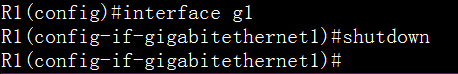 R1(config)#interface g1
R1(config-if-gigabitethernet1)#shutdown
R1(config-if-gigabitethernet1)#